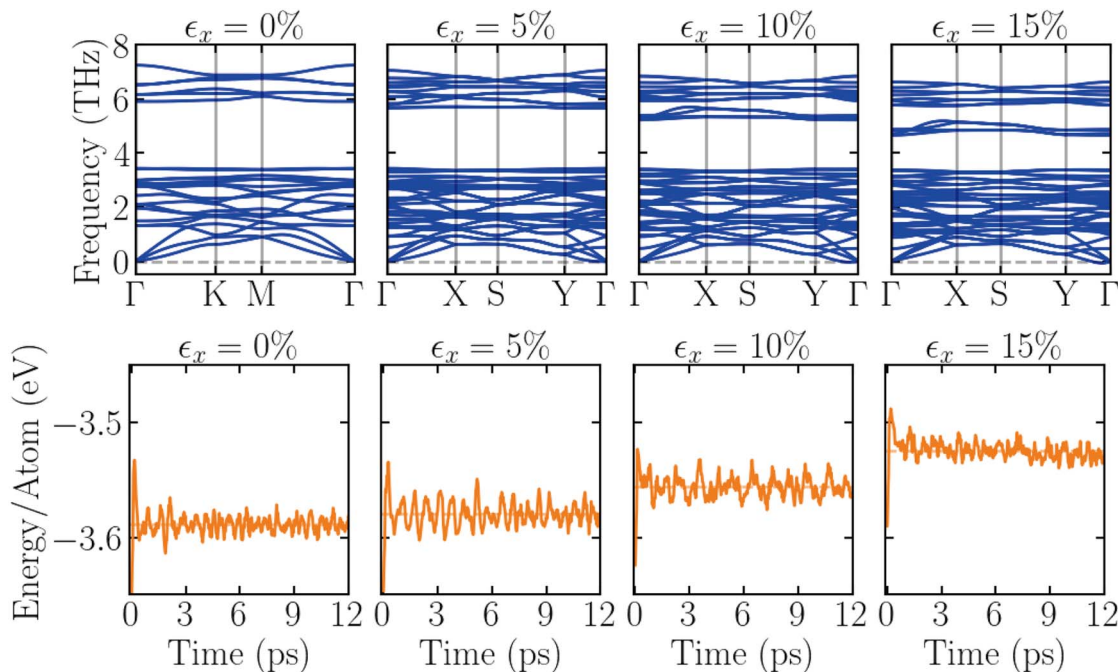 ϵx = 0% ϵx = 5% ϵx = 10% ϵx = 15%
Frequency (THz)
8
6
4
2
0
Γ K M Γ Γ X S Y Γ Γ X S Y Γ Γ X S Y Γ
ϵx = 0% ϵx = 5% ϵx = 10% ϵx = 15%
Energy/Atom (eV)
−3.5
−3.6
0 3 6 9 12 0 3 6 9 12 0 3 6 9 12 0 3 6 9 12
Time (ps) Time (ps) Time (ps) Time (ps)